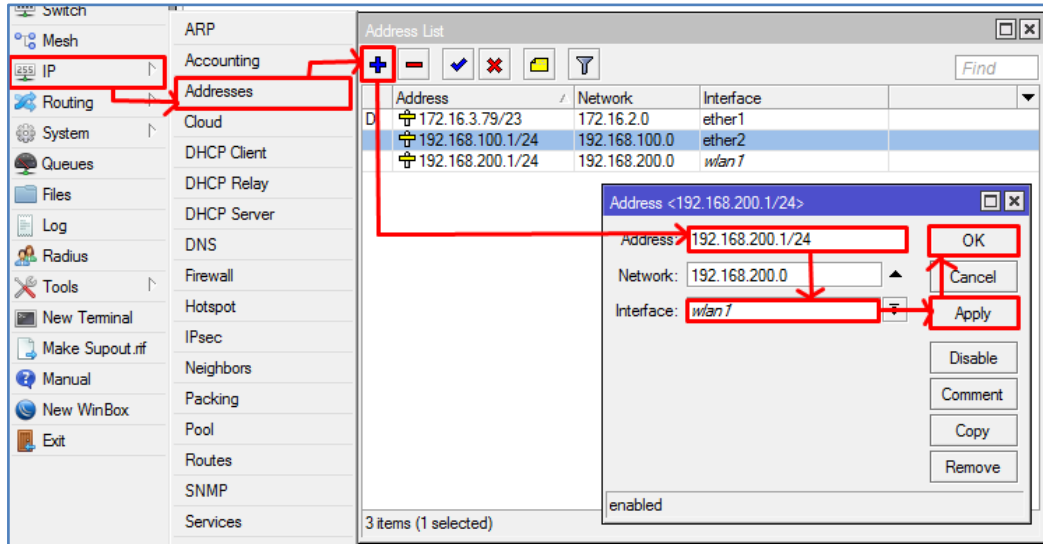 Switch
Mesh
IP
Routing
System
Queues
Files
Log
Radius
Tools
New Terminal
Make Supout.rif
Manual
New WinBox
Exit
ARP
Accounting
Addresses
Cloud
DHCP Client
DHCP Relay
DHCP Server
DNS
Firewall
Hotspot
IPsec
Neighbors
Packing
Pool
Routes
SNMP
Services
Address List
Find
Address Network Interface
D 172.16.3.79/23 172.16.2.0 ether1
192.168.100.1/24 192.168.100.0 ether2
192.168.200.1/24 192.168.200.0 wlan1
3 items (1 selected)
Address <192.168.200.1/24>
Address: 192.168.200.1/24
Network: 192.168.200.0
Interface: wlan1
OK
Cancel
Apply
Disable
Comment
Copy
Remove
enabled